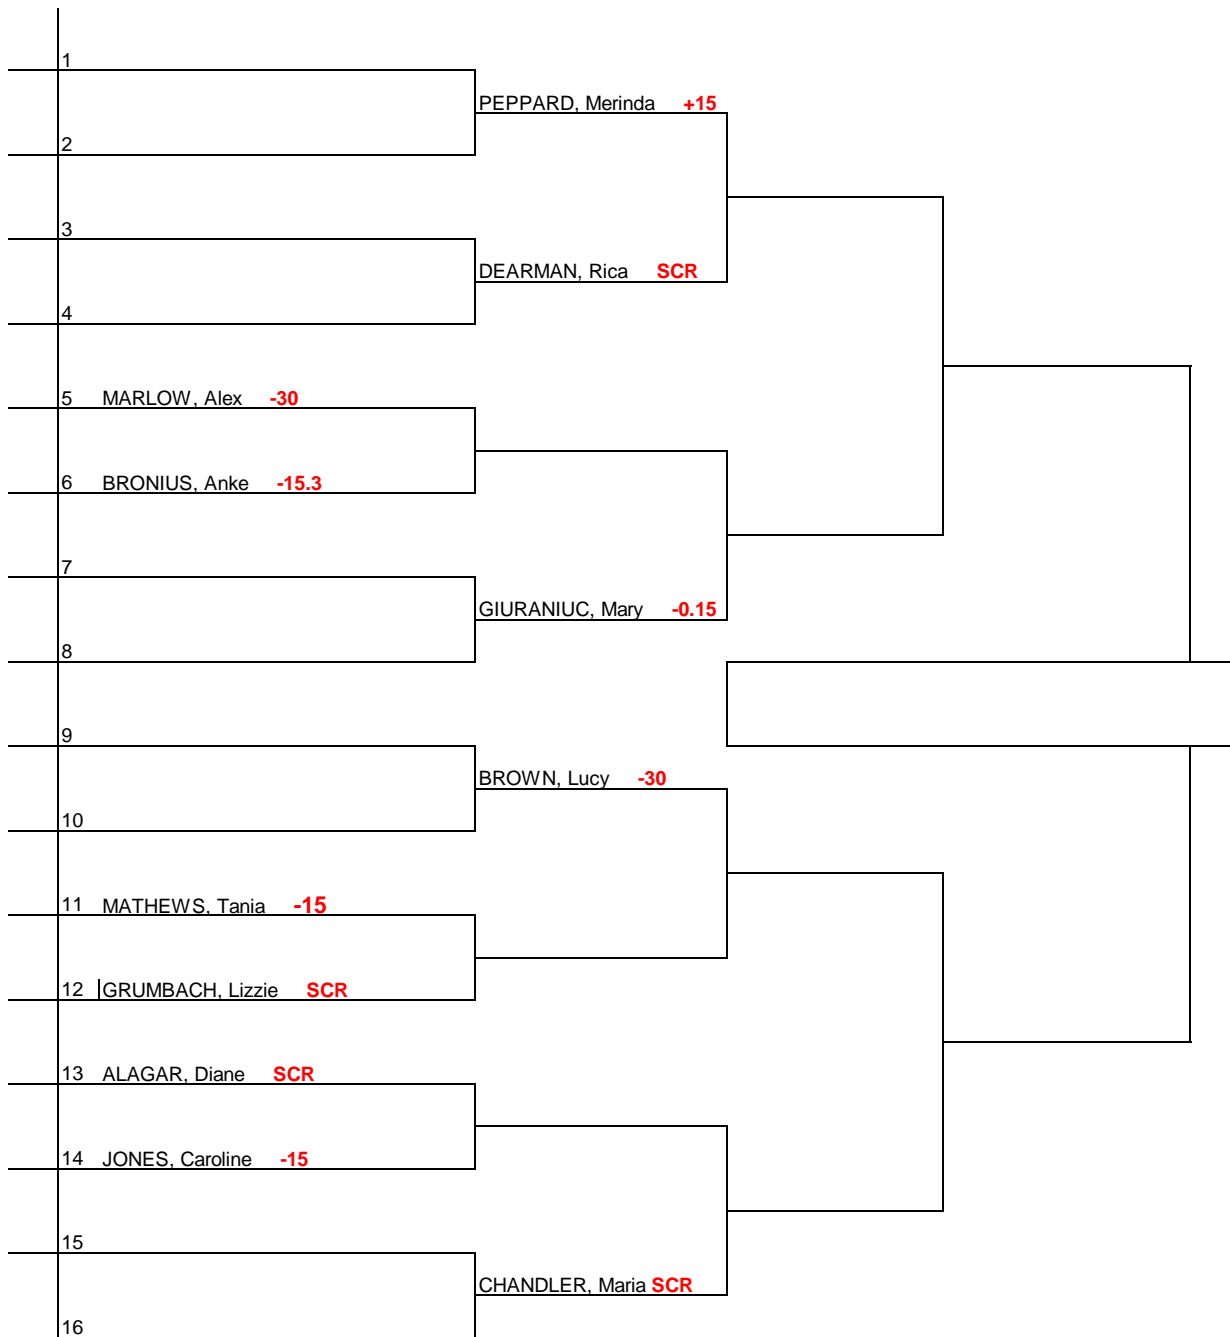 1
PEPPARD, Merinda +15
2
3
DEARMAN, Rica SCR
4
5 MARLOW, Alex -30
6 BRONIUS, Anke -15.3
7
GIURANIUC, Mary -0.15
8
9
BROWN, Lucy -30
10
11 MATHEWS, Tania -15
12 GRUMBACH, Lizzie SCR
13 ALAGAR, Diane SCR
14 JONES, Caroline -15
15
CHANDLER, Maria SCR
16